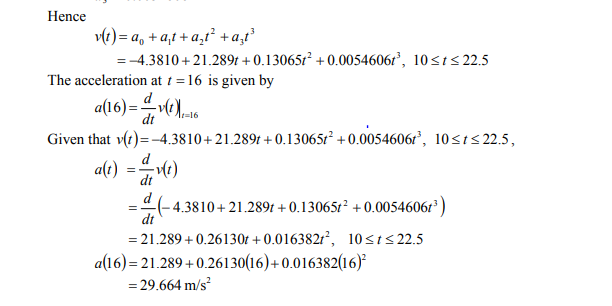 Hence
v(t) = a₀ + a₁t + a₂t² + a₃t³
= −4.3810 + 21.289t + 0.13065t² + 0.0054606t³, 10 ≤ t ≤ 22.5
The acceleration at t = 16 is given by
a(16) = d/dt v(t)|ₜ₌₁₆
Given that v(t) = −4.3810 + 21.289t + 0.13065t² + 0.0054606t³, 10 ≤ t ≤ 22.5,
a(t) = d/dt v(t)
= d/dt (−4.3810 + 21.289t + 0.13065t² + 0.0054606t³)
= 21.289 + 0.26130t + 0.016382t², 10 ≤ t ≤ 22.5
a(16) = 21.289 + 0.26130(16) + 0.016382(16)²
= 29.664 m/s²